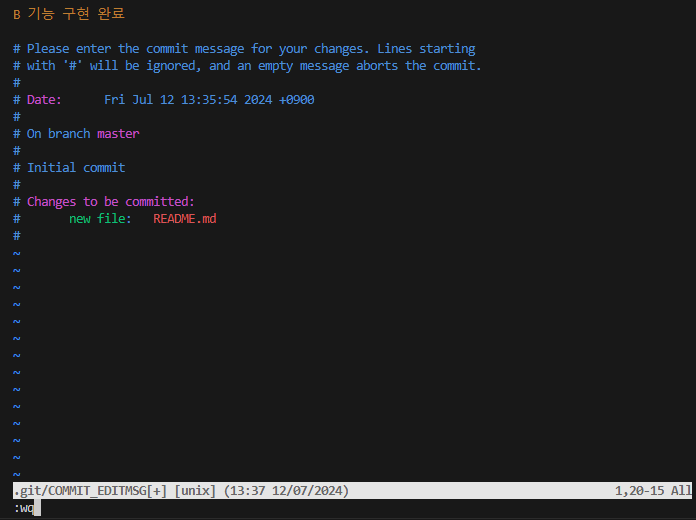 B 기능 구현 완료
# Please enter the commit message for your changes. Lines starting
# with '#' will be ignored, and an empty message aborts the commit.
#
# Date:      Fri Jul 12 13:35:54 2024 +0900
#
# On branch master
#
# Initial commit
#
# Changes to be committed:
#       new file:   README.md
#
~
~
~
~
~
~
~
~
~
~
~
~
~
~
.git/COMMIT_EDITMSG[+] [unix] (13:37 12/07/2024) 1,20-15 All
:wq